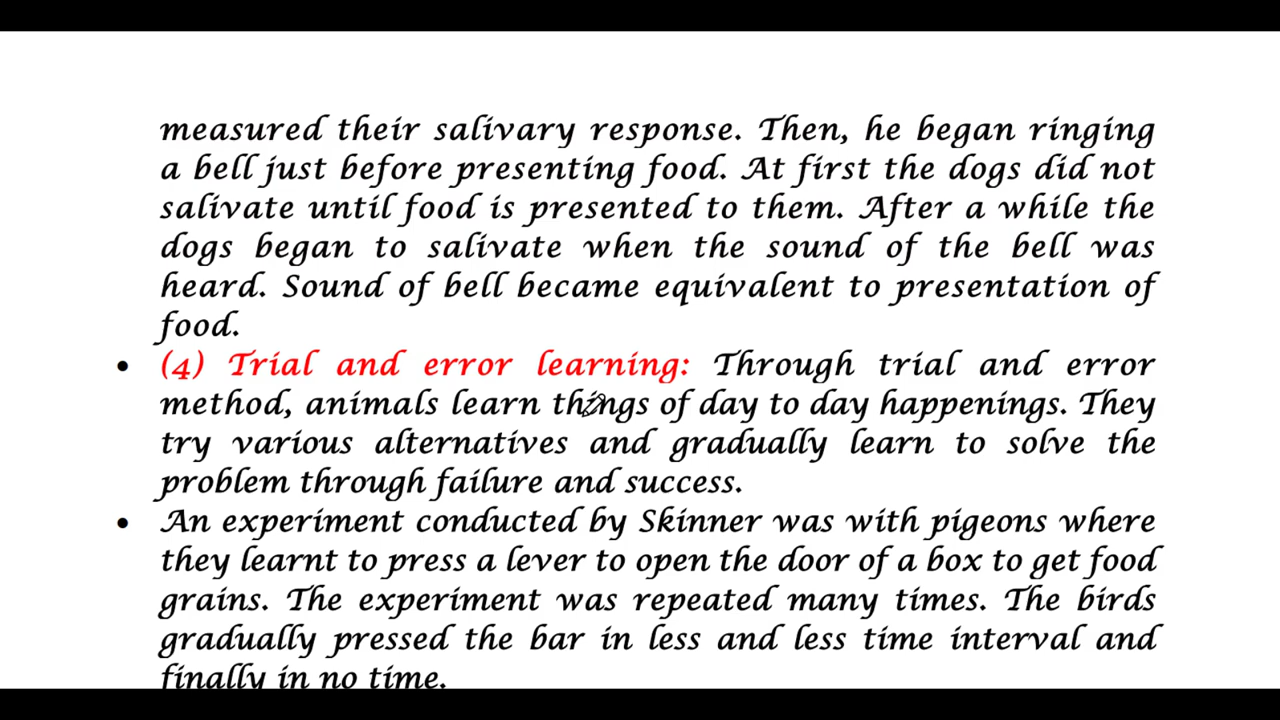 measured their salivary response. Then, he began ringing
a bell just before presenting food. At first the dogs did not
salivate until food is presented to them. After a while the
dogs began to salivate when the sound of the bell was
heard. Sound of bell became equivalent to presentation of
food.
• (4) Trial and error learning: Through trial and error
method, animals learn things of day to day happenings. They
try various alternatives and gradually learn to solve the
problem through failure and success.
• An experiment conducted by Skinner was with pigeons where
they learnt to press a lever to open the door of a box to get food
grains. The experiment was repeated many times. The birds
gradually pressed the bar in less and less time interval and
finally in no time.